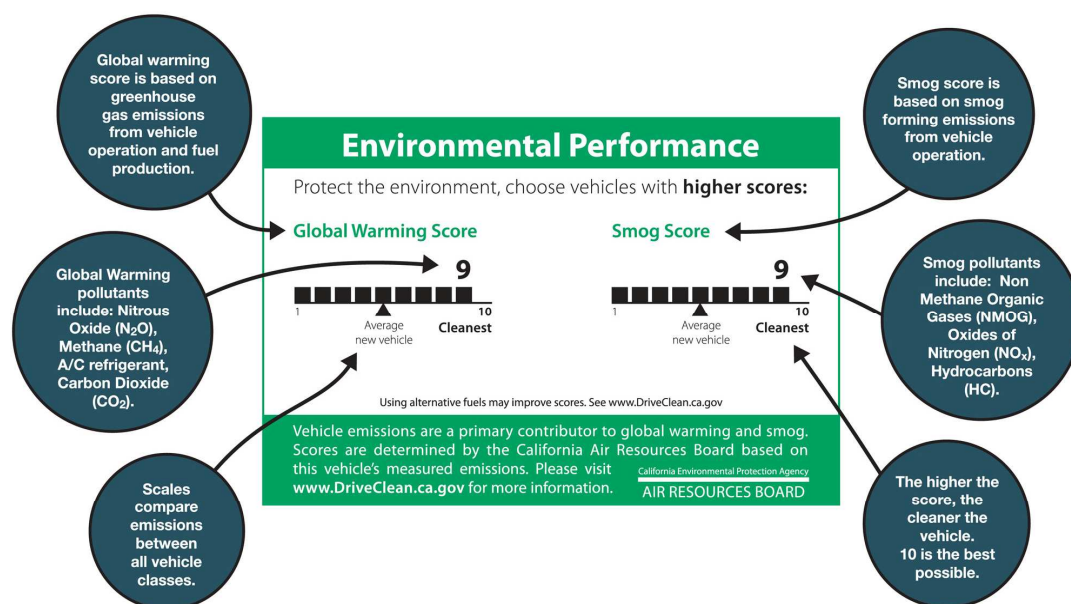 Global warming
score is based on
greenhouse
gas emissions
from vehicle
operation and fuel
production.
Smog score is
based on smog
forming emissions
from vehicle
operation.
Environmental Performance
Protect the environment, choose vehicles with higher scores:
Global Warming Score
9
1
10
Average
new vehicle
Cleanest
Smog Score
9
1
10
Average
new vehicle
Cleanest
Global Warming
pollutants
include: Nitrous
Oxide (N₂O),
Methane (CH₄),
A/C refrigerant,
Carbon Dioxide
(CO₂).
Smog pollutants
include: Non
Methane Organic
Gases (NMOG),
Oxides of
Nitrogen (NOₓ),
Hydrocarbons
(HC).
Using alternative fuels may improve scores. See www.DriveClean.ca.gov
Vehicle emissions are a primary contributor to global warming and smog.
Scores are determined by the California Air Resources Board based on
this vehicle's measured emissions. Please visit
www.DriveClean.ca.gov for more information.
California Environmental Protection Agency
AIR RESOURCES BOARD
Scales
compare
emissions
between
all vehicle
classes.
The higher the
score, the
cleaner the
vehicle.
10 is the best
possible.